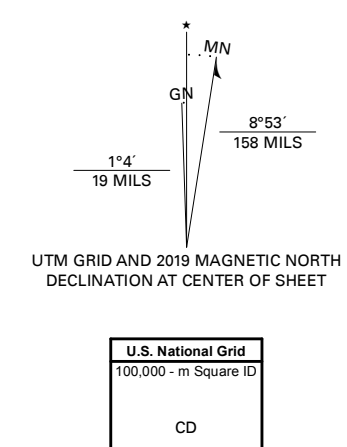 ★
MN
GN
8°53´
158 MILS
1°4´
19 MILS
UTM GRID AND 2019 MAGNETIC NORTH
DECLINATION AT CENTER OF SHEET
U.S. National Grid
100,000 - m Square ID
CD